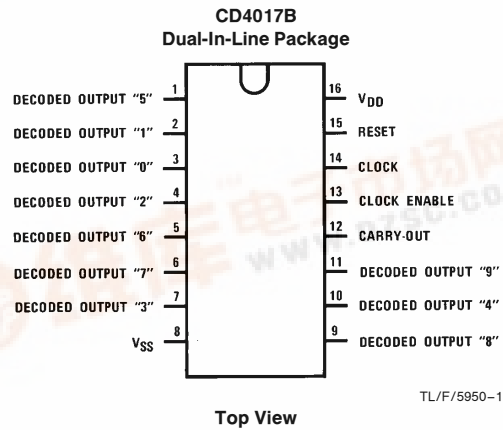 CD4017B
Dual-In-Line Package
DECODED OUTPUT "5" 1
DECODED OUTPUT "1" 2
DECODED OUTPUT "0" 3
DECODED OUTPUT "2" 4
DECODED OUTPUT "6" 5
DECODED OUTPUT "7" 6
DECODED OUTPUT "3" 7
VSS 8
16 VDD
15 RESET
14 CLOCK
13 CLOCK ENABLE
12 CARRY-OUT
11 DECODED OUTPUT "9"
10 DECODED OUTPUT "4"
9 DECODED OUTPUT "8"
TL/F/5950–1
Top View